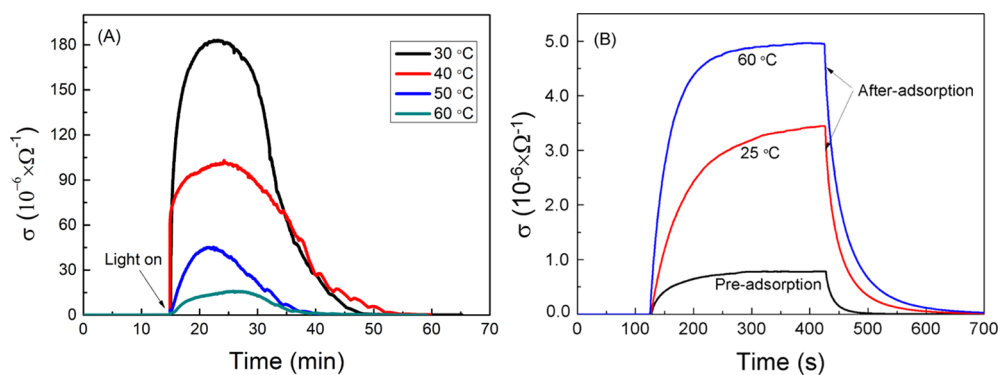 (A)
30 °C
40 °C
50 °C
60 °C
Light on
σ (10⁻⁶×Ω⁻¹)
180
150
120
90
60
30
0
0 10 20 30 40 50 60 70
Time (min)
(B)
60 °C
25 °C
After-adsorption
Pre-adsorption
σ (10⁻⁶×Ω⁻¹)
5.0
4.0
3.0
2.0
1.0
0.0
0 100 200 300 400 500 600 700
Time (s)